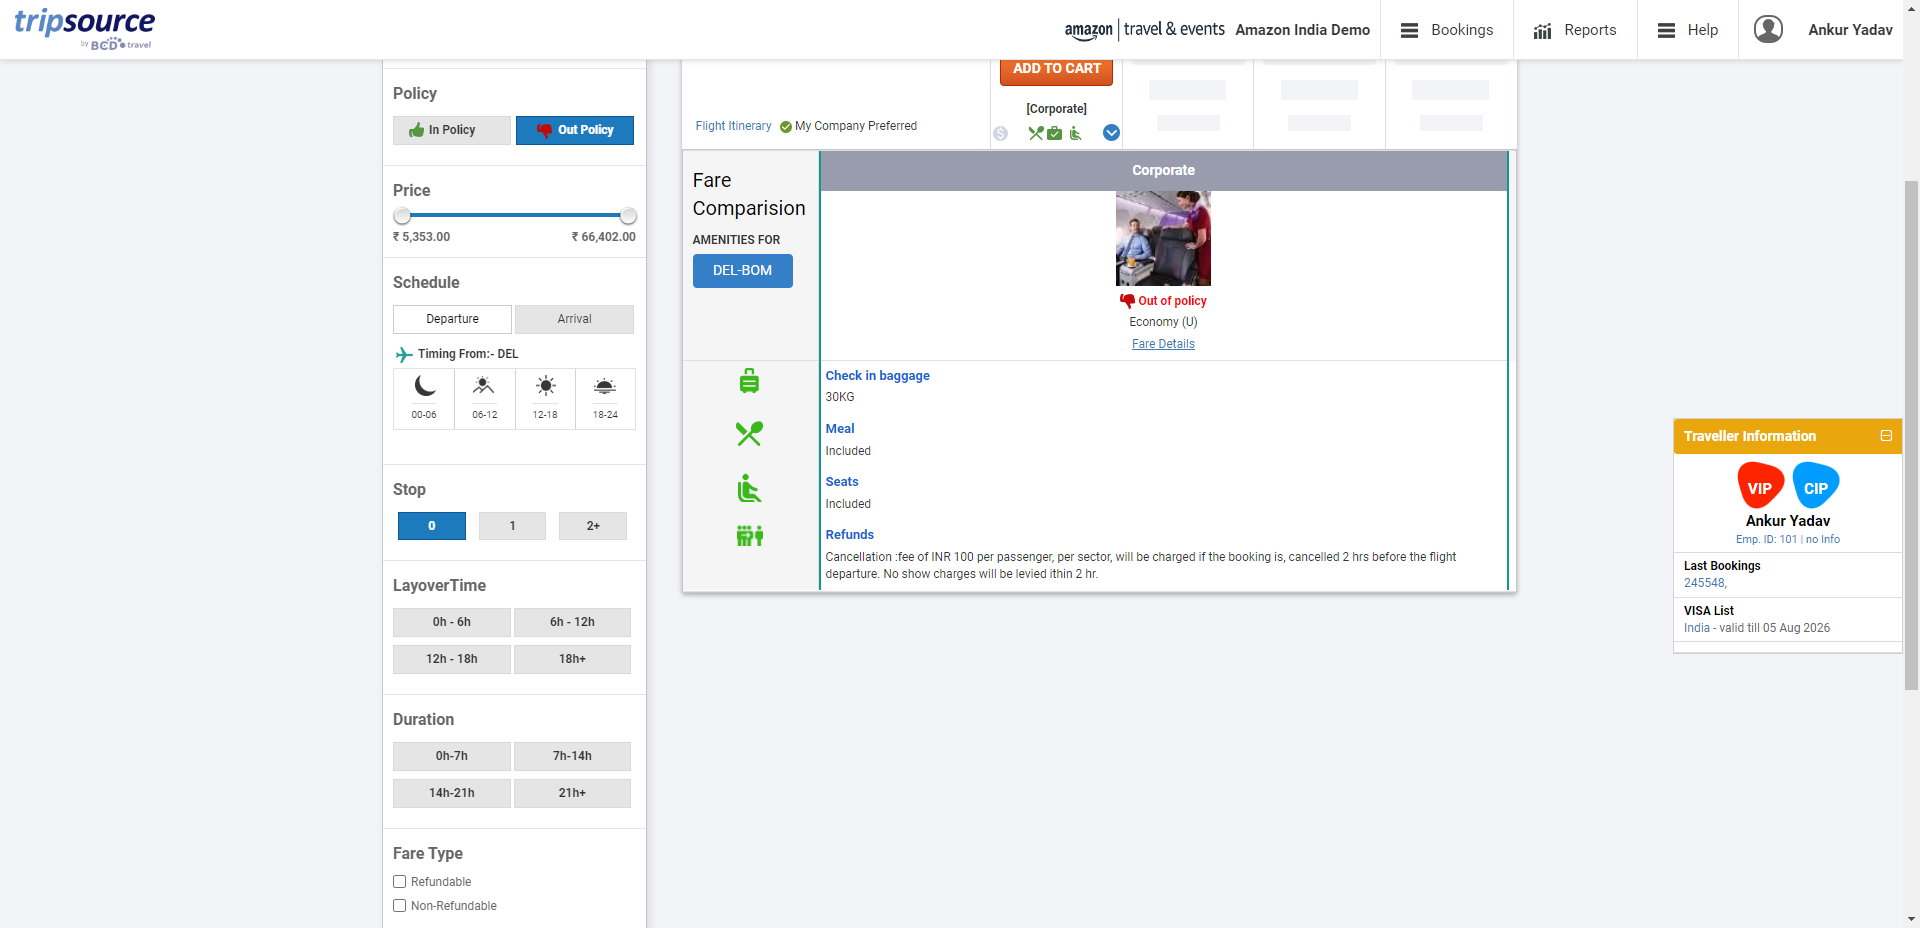 tripsource
by BCD travel
amazon | travel & events
Amazon India Demo
Bookings
Reports
Help
Ankur Yadav
Policy
In Policy
Out Policy
Price
₹ 5,353.00
₹ 66,402.00
Schedule
Departure
Arrival
Timing From:- DEL
00-06
06-12
12-18
18-24
Stop
0
1
2+
LayoverTime
0h - 6h
6h - 12h
12h - 18h
18h+
Duration
0h-7h
7h-14h
14h-21h
21h+
Fare Type
Refundable
Non-Refundable
ADD TO CART
[Corporate]
Flight Itinerary
My Company Preferred
Fare
Comparision
AMENITIES FOR
DEL-BOM
Corporate
Out of policy
Economy (U)
Fare Details
Check in baggage
30KG
Meal
Included
Seats
Included
Refunds
Cancellation :fee of INR 100 per passenger, per sector, will be charged if the booking is, cancelled 2 hrs before the flight
departure. No show charges will be levied ithin 2 hr.
Traveller Information
VIP
CIP
Ankur Yadav
Emp. ID: 101 | no Info
Last Bookings
245548,
VISA List
India - valid till 05 Aug 2026